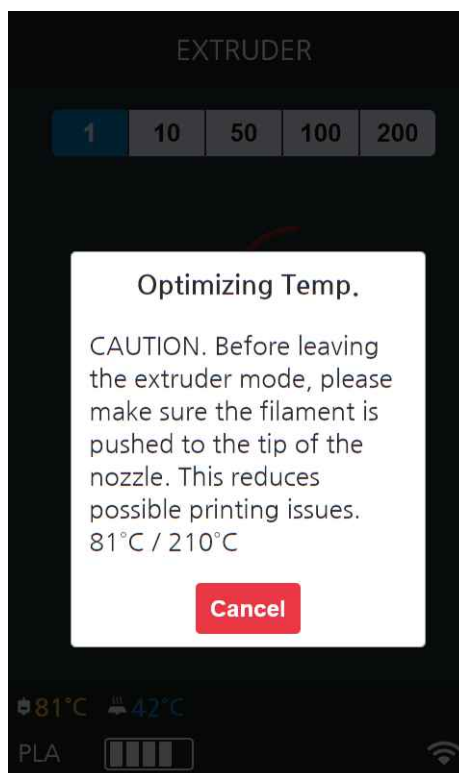 EXTRUDER
1 10 50 100 200
Optimizing Temp.
CAUTION. Before leaving
the extruder mode, please
make sure the filament is
pushed to the tip of the
nozzle. This reduces
possible printing issues.
81°C / 210°C
Cancel
81°C 42°C
PLA